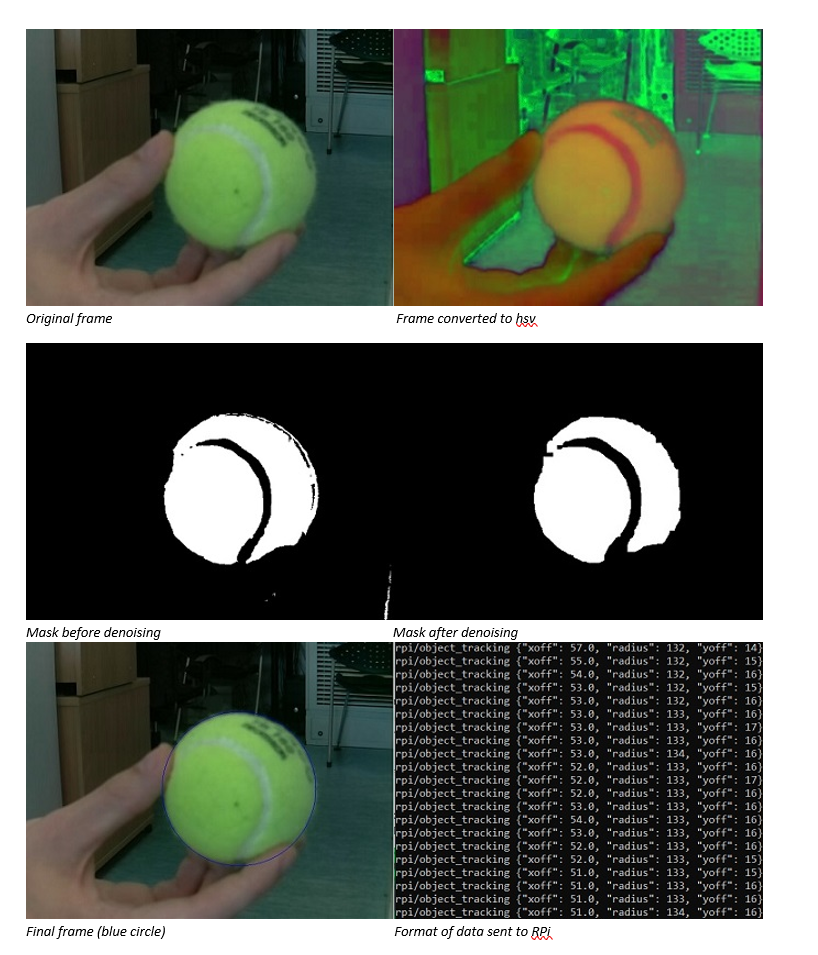 Original frame
Frame converted to hsv
Mask before denoising
Mask after denoising
rpi/object_tracking {"xoff": 57.0, "radius": 132, "yoff": 14}
rpi/object_tracking {"xoff": 55.0, "radius": 132, "yoff": 15}
rpi/object_tracking {"xoff": 54.0, "radius": 132, "yoff": 16}
rpi/object_tracking {"xoff": 53.0, "radius": 132, "yoff": 15}
rpi/object_tracking {"xoff": 53.0, "radius": 132, "yoff": 16}
rpi/object_tracking {"xoff": 53.0, "radius": 133, "yoff": 16}
rpi/object_tracking {"xoff": 53.0, "radius": 133, "yoff": 17}
rpi/object_tracking {"xoff": 53.0, "radius": 133, "yoff": 16}
rpi/object_tracking {"xoff": 53.0, "radius": 134, "yoff": 16}
rpi/object_tracking {"xoff": 52.0, "radius": 133, "yoff": 16}
rpi/object_tracking {"xoff": 52.0, "radius": 133, "yoff": 17}
rpi/object_tracking {"xoff": 52.0, "radius": 133, "yoff": 16}
rpi/object_tracking {"xoff": 53.0, "radius": 133, "yoff": 16}
rpi/object_tracking {"xoff": 54.0, "radius": 133, "yoff": 16}
rpi/object_tracking {"xoff": 53.0, "radius": 133, "yoff": 16}
rpi/object_tracking {"xoff": 52.0, "radius": 133, "yoff": 16}
rpi/object_tracking {"xoff": 52.0, "radius": 133, "yoff": 15}
rpi/object_tracking {"xoff": 51.0, "radius": 133, "yoff": 15}
rpi/object_tracking {"xoff": 51.0, "radius": 133, "yoff": 16}
rpi/object_tracking {"xoff": 51.0, "radius": 133, "yoff": 16}
rpi/object_tracking {"xoff": 51.0, "radius": 134, "yoff": 16}
Final frame (blue circle)
Format of data sent to RPi